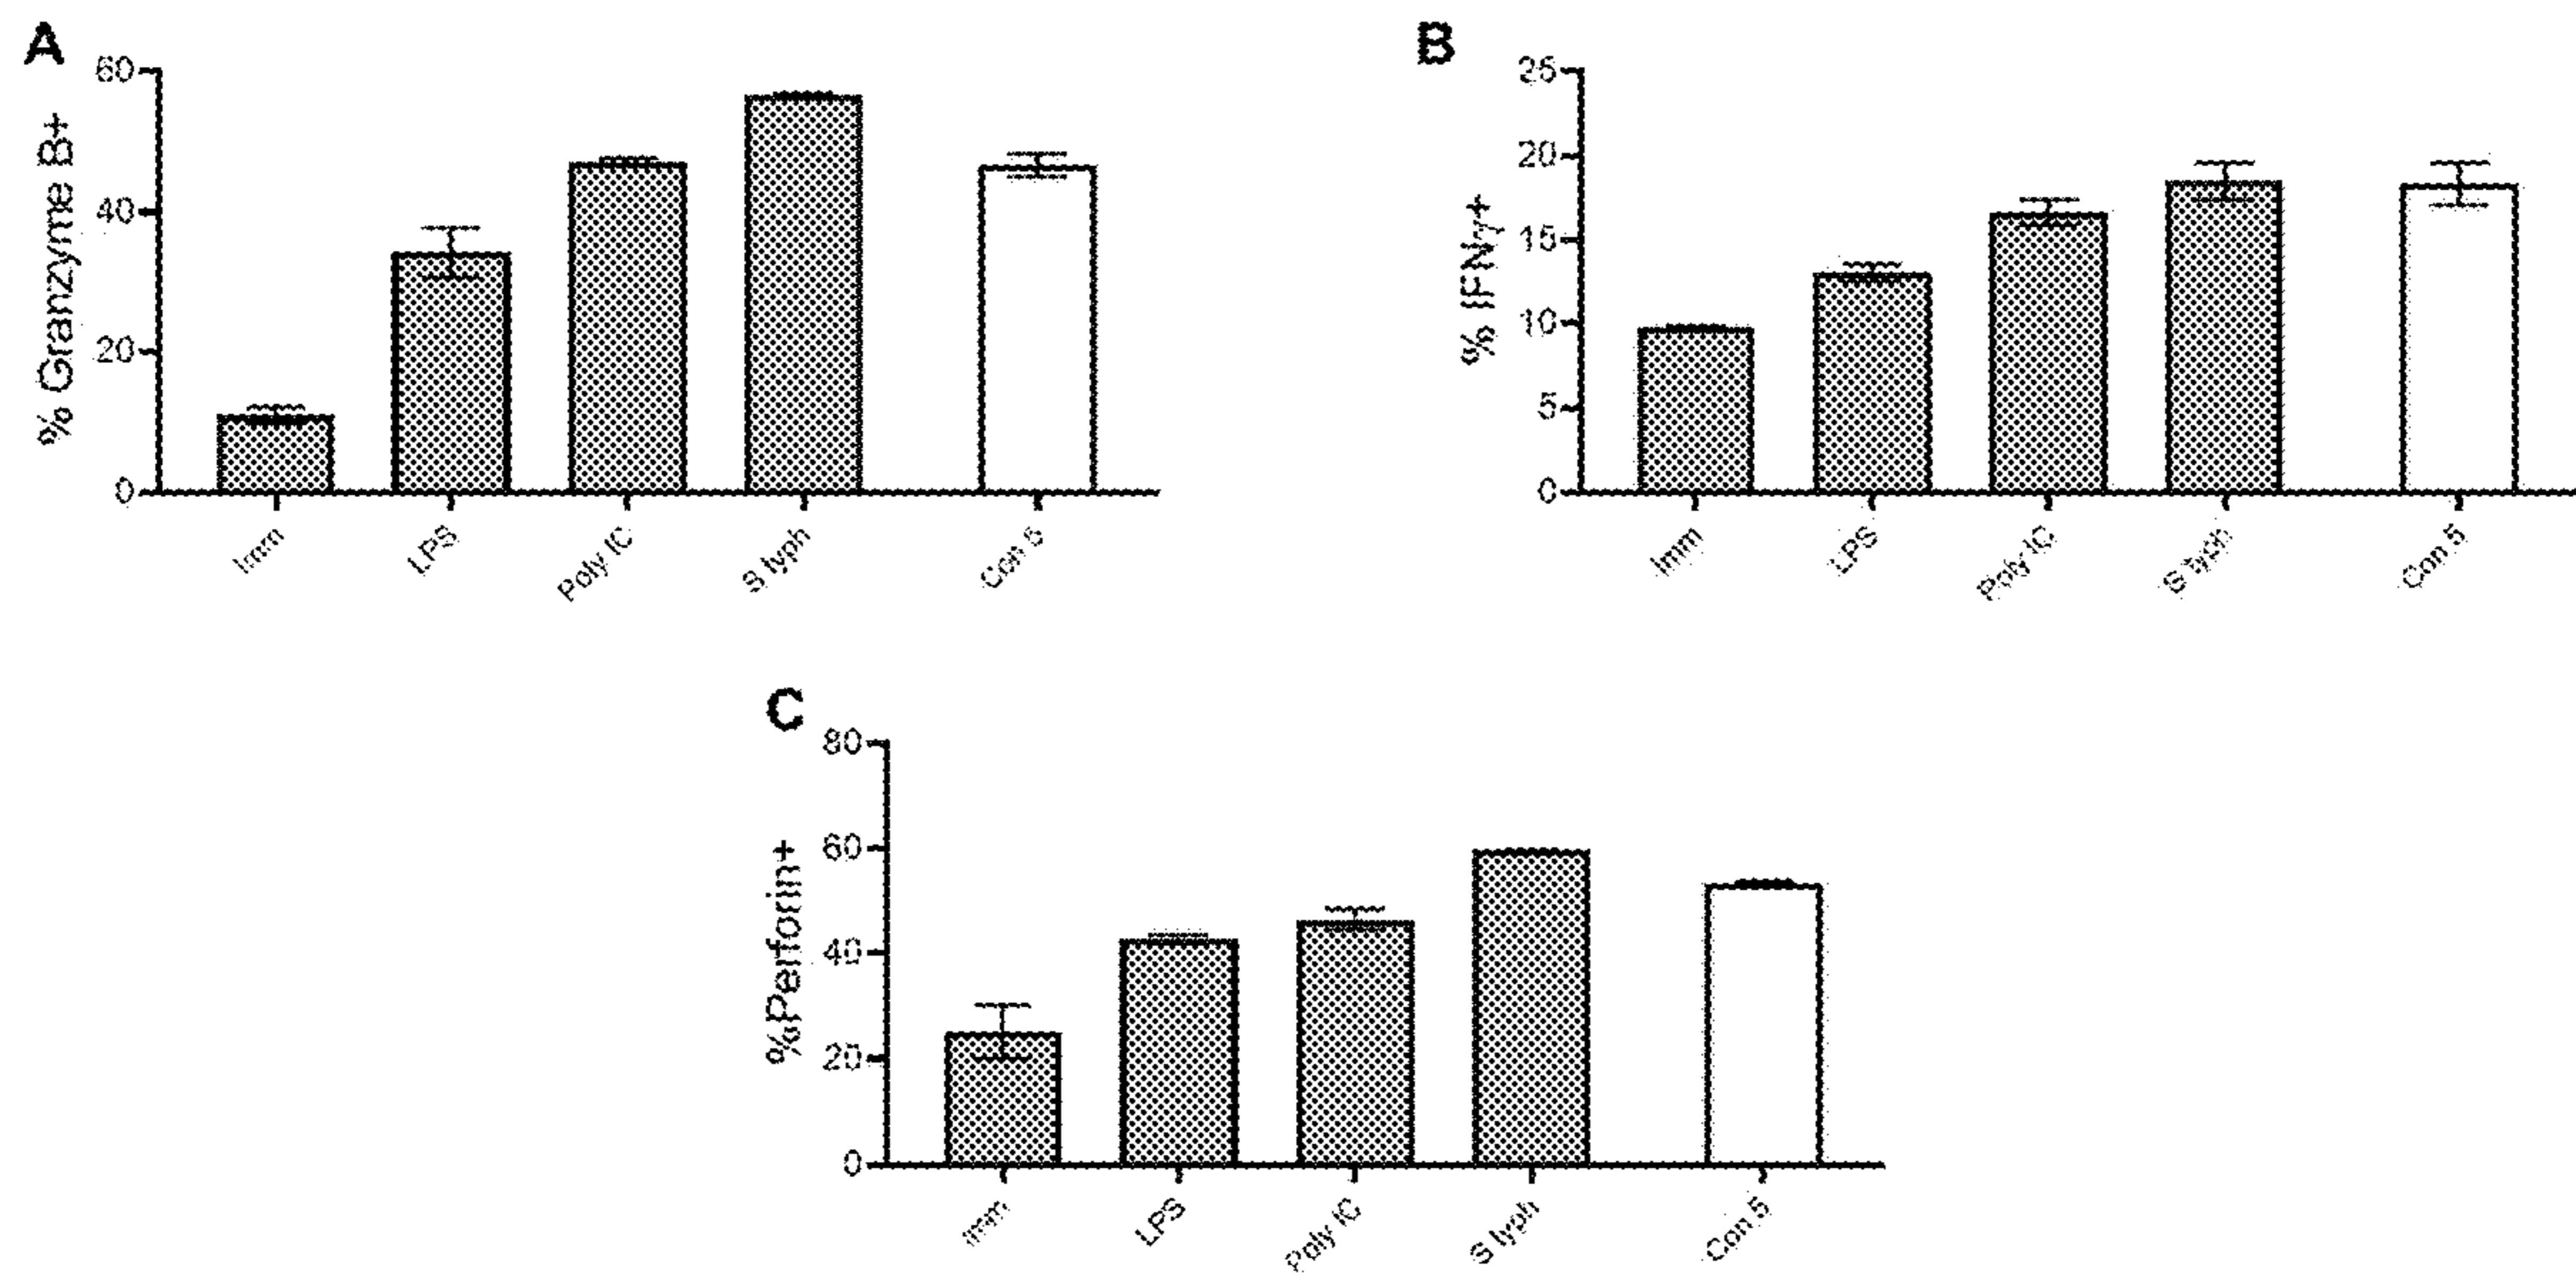 A
60
40
20
0
% Granzyme B+
Imm
LPS
Poly IC
S typh
Con 5
B
25
20
15
10
5
0
% IFNγ+
Imm
LPS
Poly IC
S typh
Con 5
C
80
60
40
20
0
%Perforin+
Imm
LPS
Poly IC
S typh
Con 5